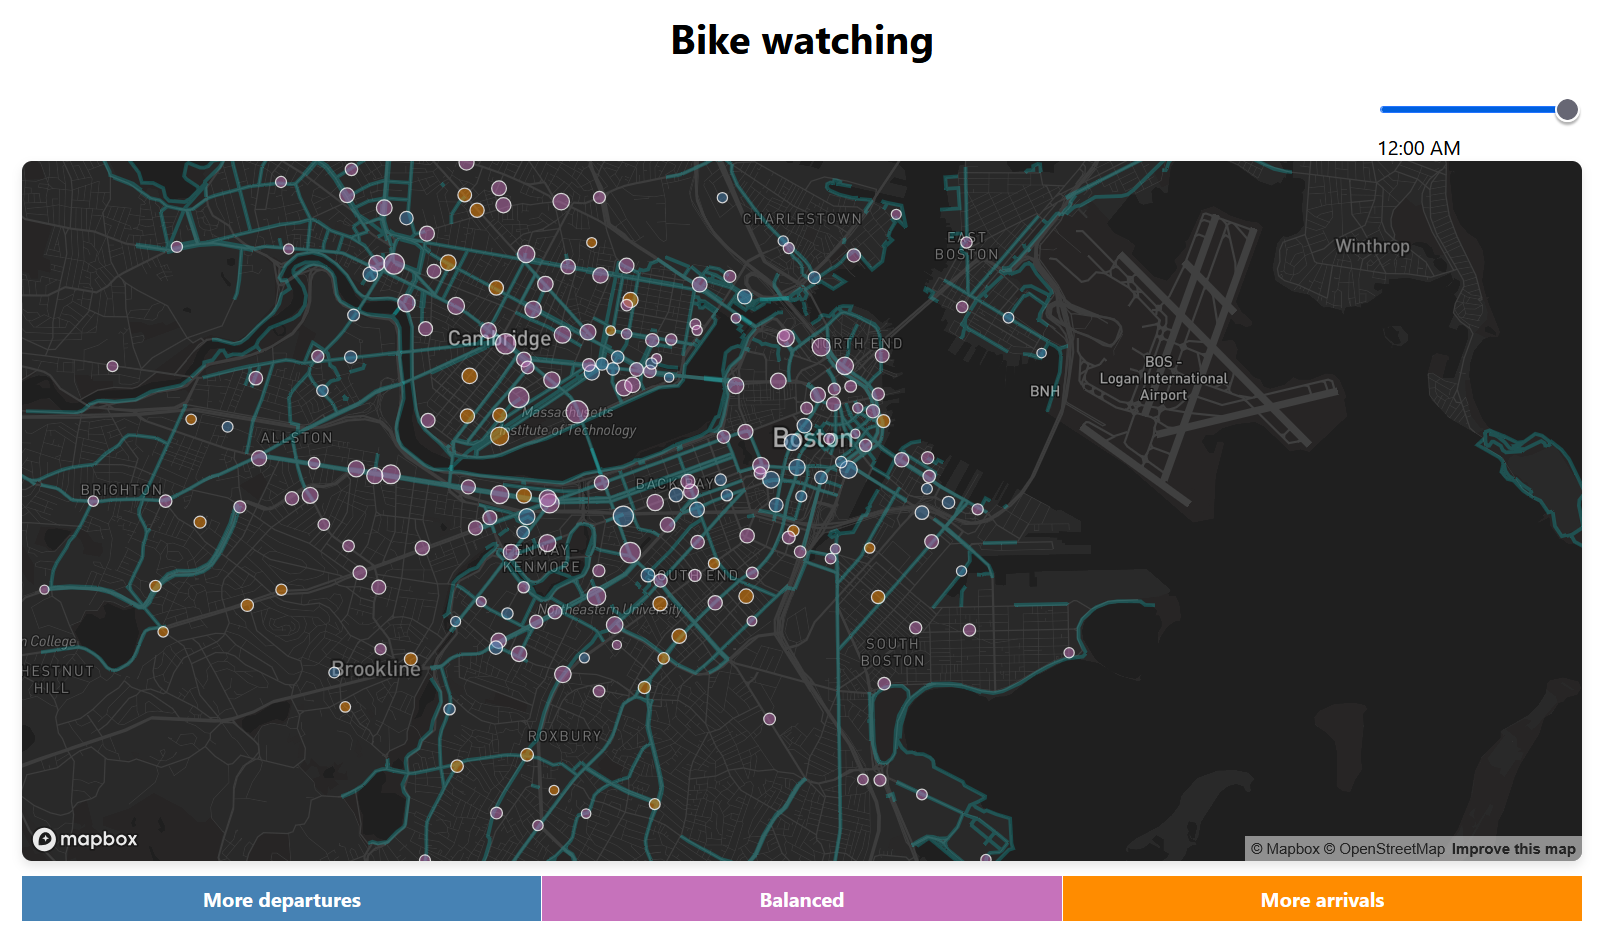 Bike watching
12:00 AM
CHARLESTOWN
EAST
BOSTON
Winthrop
Cambridge
NORTH END
BOS -
Logan International
Airport
BNH
Massachusetts
Institute of Technology
ALLSTON
Boston
BRIGHTON
BACK BAY
FENWAY-
KENMORE
SOUTH END
Northeastern University
n College
SOUTH
BOSTON
HESTNUT
HILL
Brookline
ROXBURY
mapbox
© Mapbox © OpenStreetMap Improve this map
More departures
Balanced
More arrivals